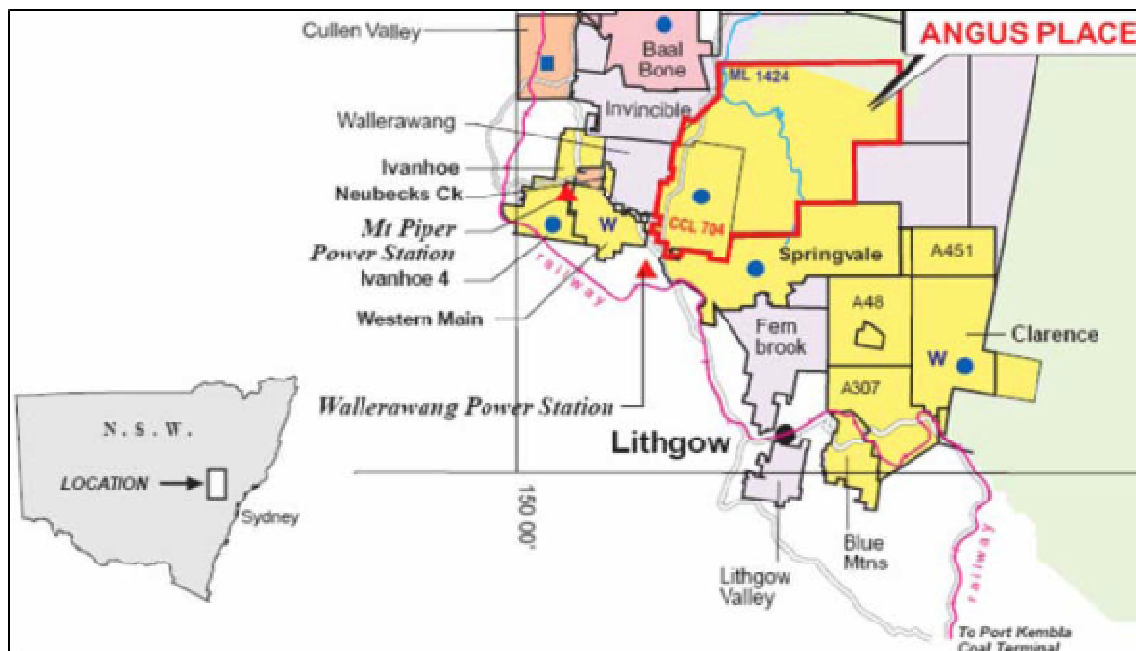 Cullen Valley
Baal
Bone
ANGUS PLACE
ML 1424
Invincible
Wallerawang
Ivanhoe
Neubecks Ck
Mt Piper
Power Station
Ivanhoe 4
Western Main
W
CCL 704
railway
Springvale
A451
A48
Fern
brook
Clarence
W
A307
Wallerawang Power Station
Lithgow
N. S. W.
LOCATION
Sydney
150 00'
Blue
Mtns
Lithgow
Valley
railway
To Port Kembla
Coal Terminal